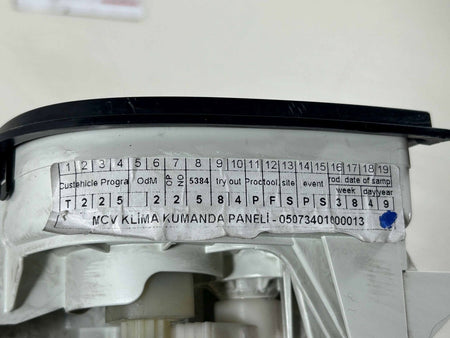 1 2 3 4 5 6 7 8 9 10 11 12 13 14 15 16 17 18 19
Custehicle Progra OdM OP NO 5384 try out Proctool, site event rod. date of samp
week day year
T 2 2 5 2 2 5 8 4 P F S P S 3 8 4 9
MCV KLİMA KUMANDA PANELİ - 05073401000013